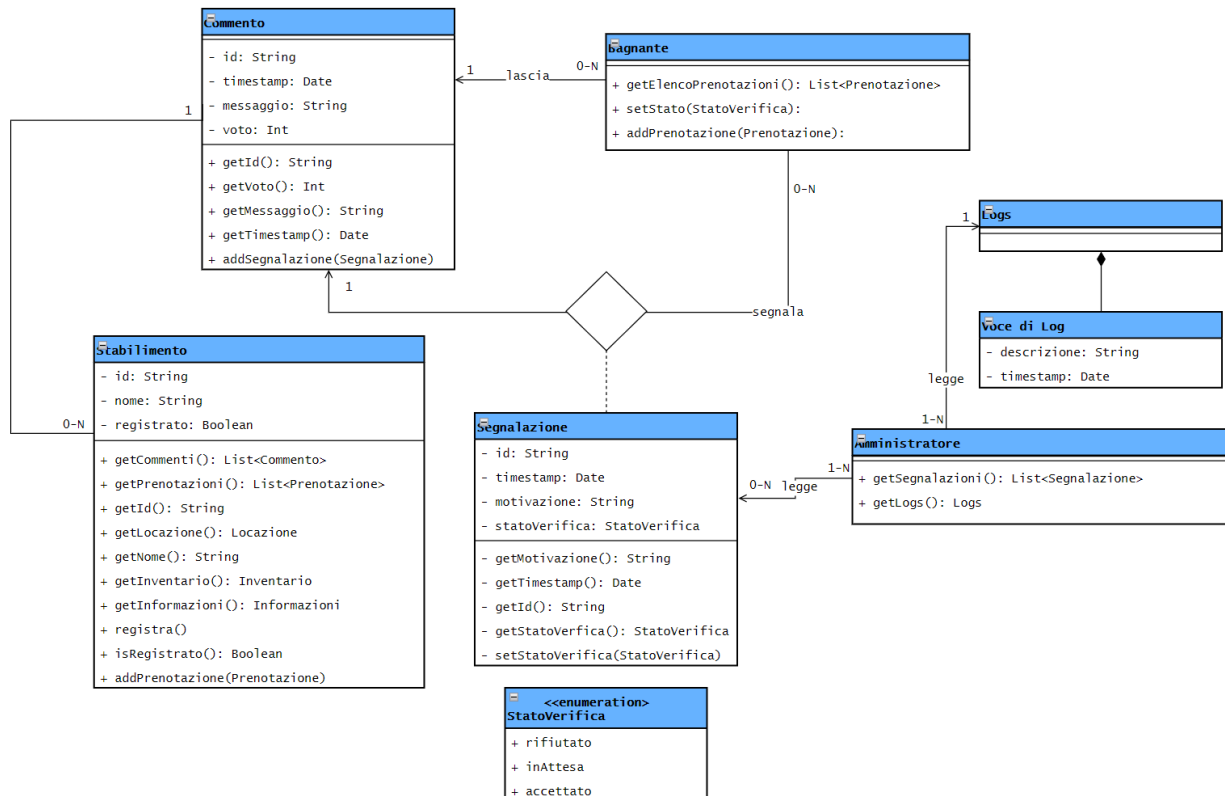 Commento
- id: String
- timestamp: Date
- messaggio: String
- voto: Int
+ getId(): String
+ getVoto(): Int
+ getMessaggio(): String
+ getTimestamp(): Date
+ addSegnalazione(Segnalazione)
1
lascia
0-N
Bagnante
+ getElencoPrenotazioni(): List<Prenotazione>
+ setStato(StatoVerifica):
+ addPrenotazione(Prenotazione):
1
0-N
1
segnala
0-N
Logs
1
Voce di Log
- descrizione: String
- timestamp: Date
legge
1-N
Stabilimento
- id: String
- nome: String
- registrato: Boolean
+ getCommenti(): List<Commento>
+ getPrenotazioni(): List<Prenotazione>
+ getId(): String
+ getLocazione(): Locazione
+ getNome(): String
+ getInventario(): Inventario
+ getInformazioni(): Informazioni
+ registra()
+ isRegistrato(): Boolean
+ addPrenotazione(Prenotazione)
Segnalazione
- id: String
- timestamp: Date
- motivazione: String
- statoVerifica: StatoVerifica
- getMotivazione(): String
- getTimestamp(): Date
- getId(): String
- getStatoVerfica(): StatoVerifica
- setStatoVerifica(StatoVerifica)
0-N
legge
1-N
Amministratore
+ getSegnalazioni(): List<Segnalazione>
+ getLogs(): Logs
<<enumeration>
StatoVerifica
+ rifiutato
+ inAttesa
+ accettato